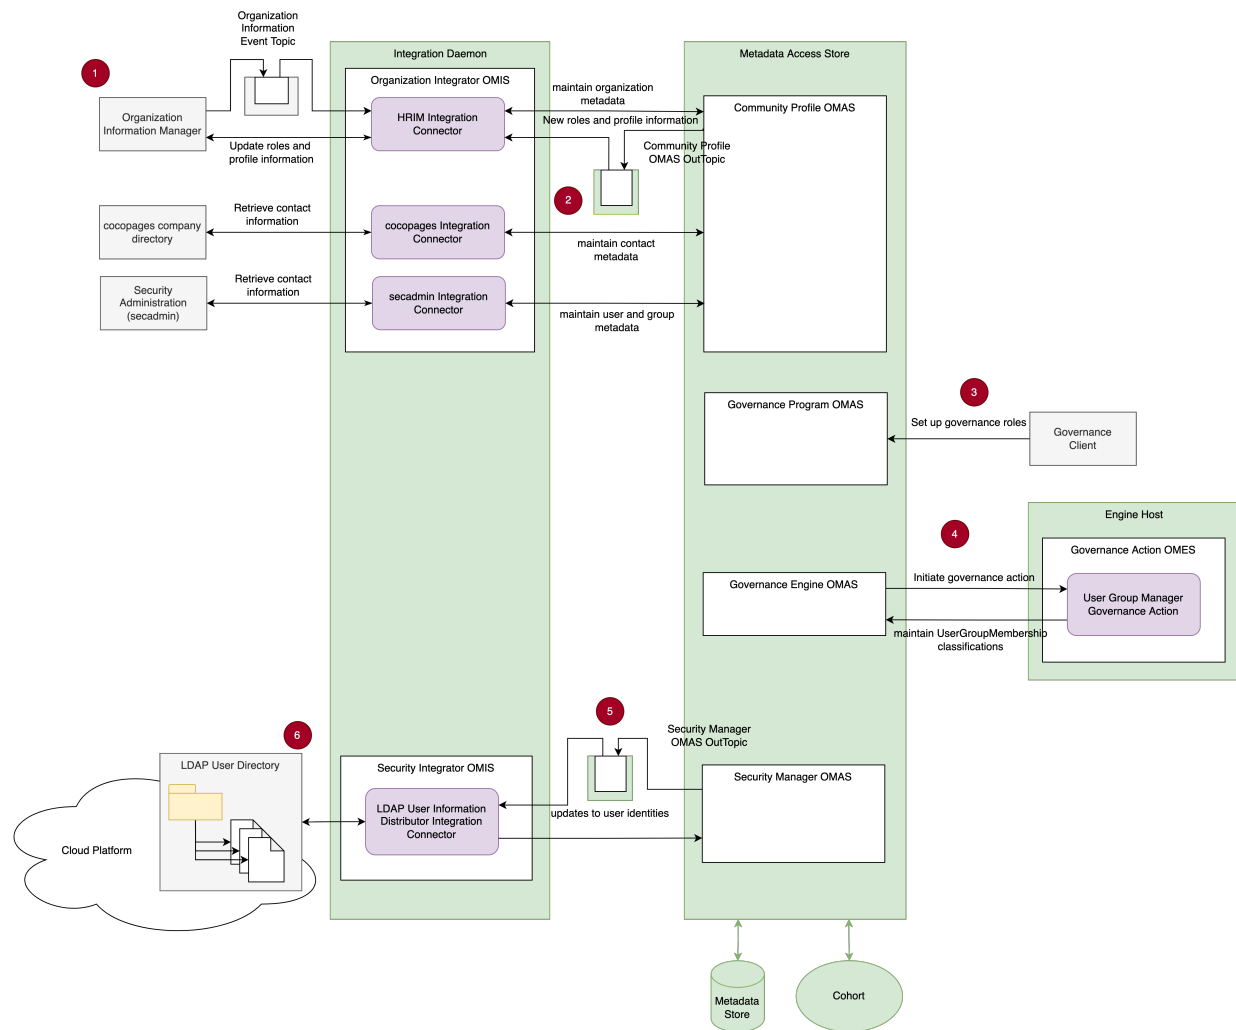 Organization
Information
Event Topic
1
Organization
Information Manager
Update roles and
profile information
Integration Daemon
Organization Integrator OMIS
HRIM Integration
Connector
maintain organization
metadata
New roles and profile information
Community Profile
OMAS OutTopic
2
Metadata Access Store
Community Profile OMAS
cocopages company
directory
Retrieve contact
information
cocopages Integration
Connector
maintain contact
metadata
Security
Administration
(secadmin)
Retrieve contact
information
secadmin Integration
Connector
maintain user and group
metadata
Governance Program OMAS
3
Set up governance roles
Governance
Client
4
Engine Host
Governance Action OMES
Governance Engine OMAS
Initiate governance action
User Group Manager
Governance Action
maintain UserGroupMembership
classifications
5
Security Manager
OMAS OutTopic
6
LDAP User Directory
Cloud Platform
Security Integrator OMIS
LDAP User Information
Distributor Integration
Connector
updates to user identities
Security Manager OMAS
Metadata
Store
Cohort